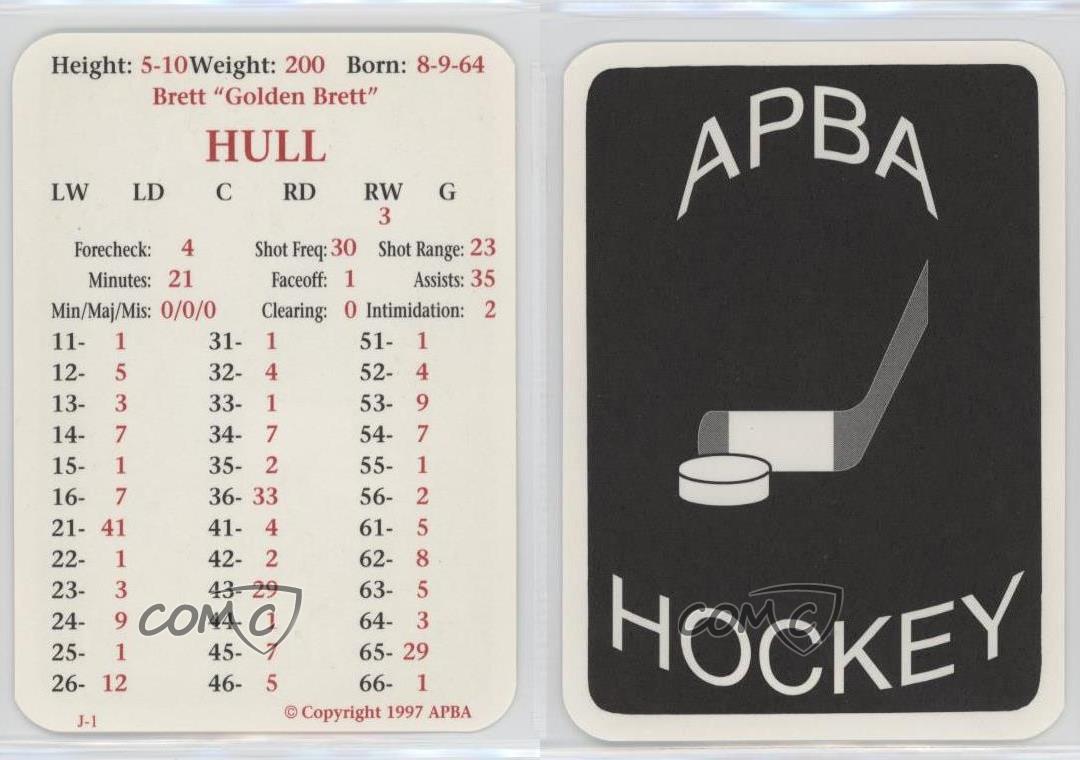 Height: 5-10 Weight: 200 Born: 8-9-64
Brett “Golden Brett”
HULL
LW LD C RD RW G
3
Forecheck: 4 Shot Freq: 30 Shot Range: 23
Minutes: 21 Faceoff: 1 Assists: 35
Min/Maj/Mis: 0/0/0 Clearing: 0 Intimidation: 2
11- 1 31- 1 51- 1
12- 5 32- 4 52- 4
13- 3 33- 1 53- 9
14- 7 34- 7 54- 7
15- 1 35- 2 55- 1
16- 7 36- 33 56- 2
21- 41 41- 4 61- 5
22- 1 42- 2 62- 8
23- 3 43- 29 63- 5
24- 9 44- 1 64- 3
25- 1 45- 7 65- 29
26- 12 46- 5 66- 1
J-1 © Copyright 1997 APBA
COMC
APBA
HOCKEY
COMC